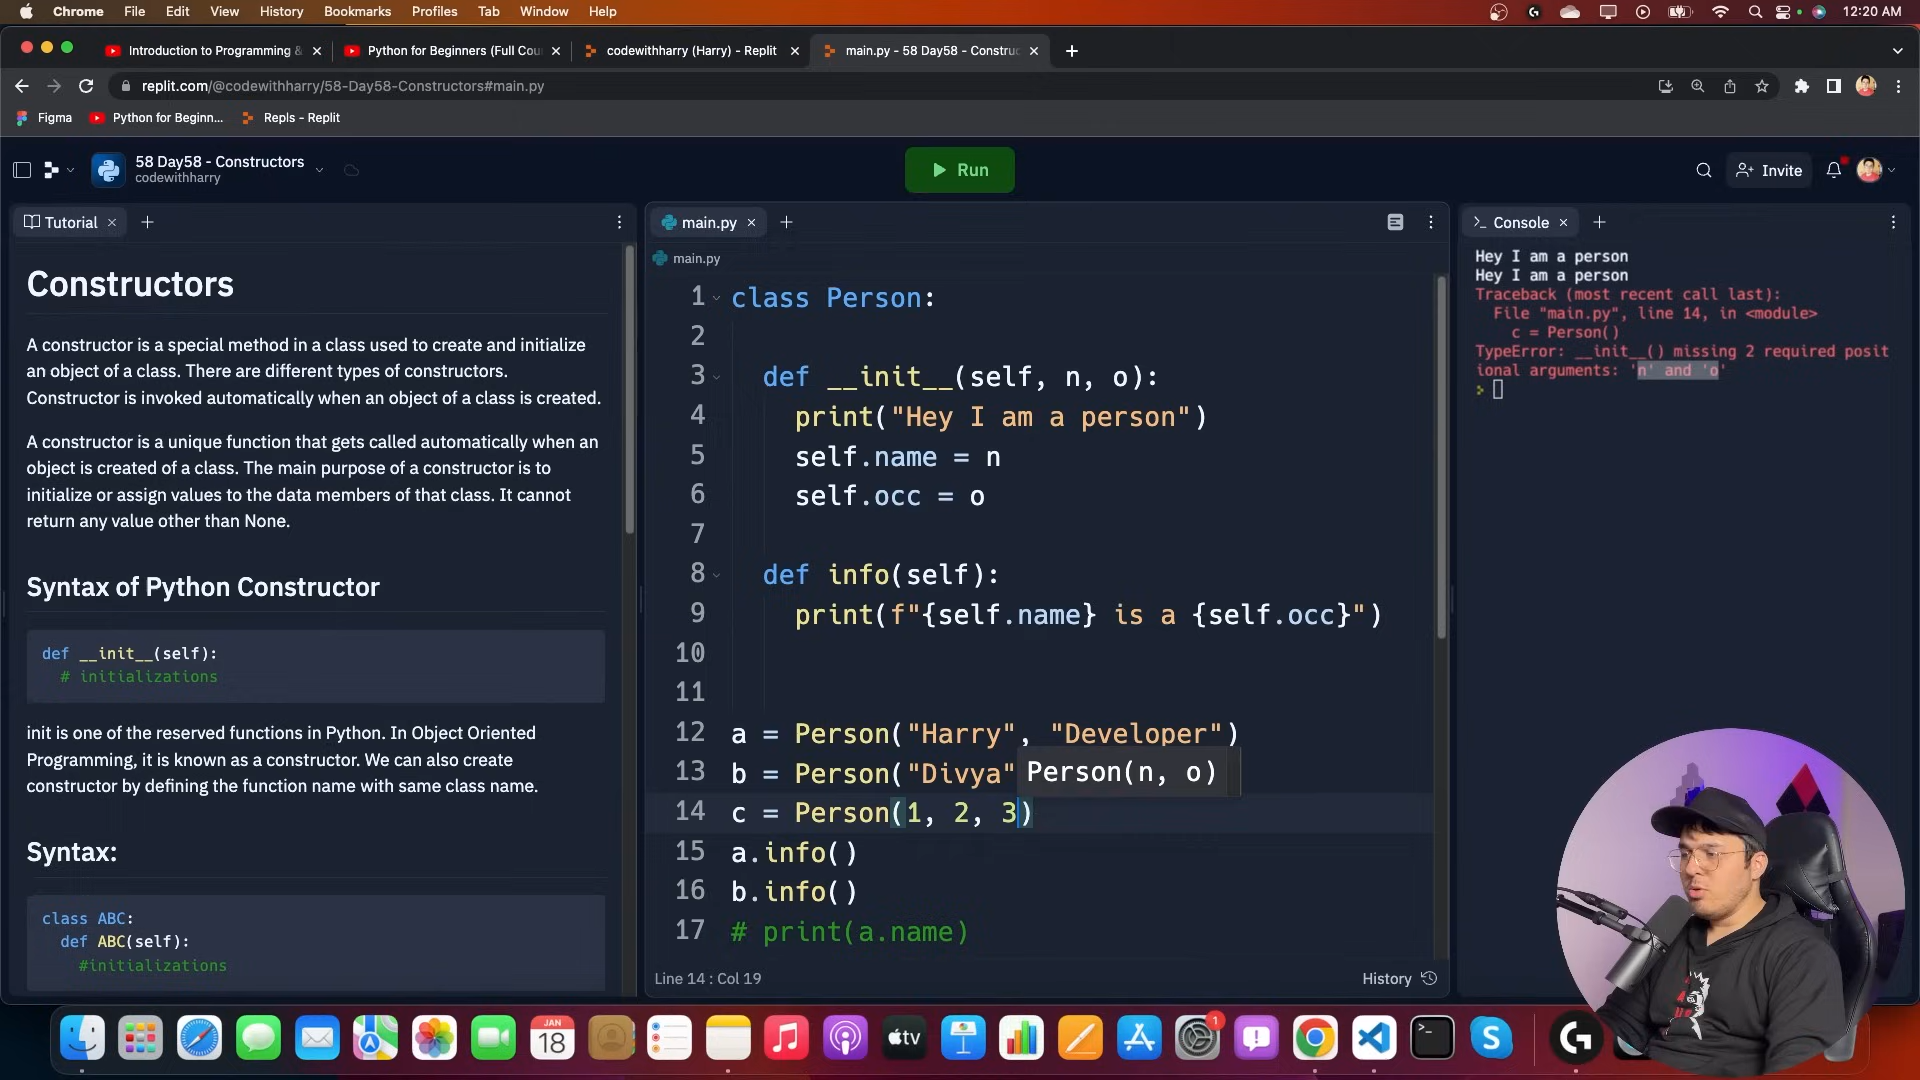 Chrome File Edit View History Bookmarks Profiles Tab Window Help 12:20 AM
Introduction to Programming & Python for Beginners (Full Cou codewithharry (Harry) - Replit main.py - 58 Day58 - Construc
replit.com/@codewithharry/58-Day58-Constructors#main.py
Figma Python for Beginn... Repls - Replit
58 Day58 - Constructors
codewithharry
Run
Invite
Tutorial
Constructors
A constructor is a special method in a class used to create and initialize
an object of a class. There are different types of constructors.
Constructor is invoked automatically when an object of a class is created.
A constructor is a unique function that gets called automatically when an
object is created of a class. The main purpose of a constructor is to
initialize or assign values to the data members of that class. It cannot
return any value other than None.
Syntax of Python Constructor
def __init__(self):
# initializations
init is one of the reserved functions in Python. In Object Oriented
Programming, it is known as a constructor. We can also create
constructor by defining the function name with same class name.
Syntax:
class ABC:
def ABC(self):
#initializations
main.py
main.py
1 class Person:
2
3 def __init__(self, n, o):
4 print("Hey I am a person")
5 self.name = n
6 self.occ = o
7
8 def info(self):
9 print(f"{self.name} is a {self.occ}")
10
11
12 a = Person("Harry", "Developer")
13 b = Person("Divya"
Person(n, o)
14 c = Person(1, 2, 3)
15 a.info()
16 b.info()
17 # print(a.name)
Line 14 : Col 19
History
Console
Hey I am a person
Hey I am a person
Traceback (most recent call last):
File "main.py", line 14, in <module>
c = Person()
TypeError: __init__() missing 2 required posit
ional arguments: 'n' and 'o'
JAN
18
tv
1